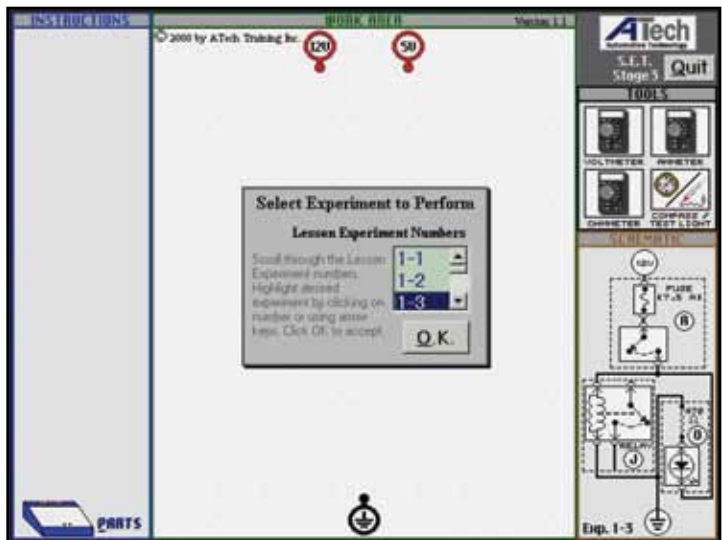 INSTRUCTIONS
WORK AREA
Version 1.1
© 2000 by ATech Training Inc.
12V
5V
ATech
Automotive Technology
S.E.T.
Stage 5
Quit
TOOLS
VOLTMETER
AMMETER
OHMMETER
COMPASS /
TEST LIGHT
Select Experiment to Perform
Lesson Experiment Numbers
Scroll through the Lesson
Experiment numbers.
Highlight desired
experiment by clicking on
number or using arrow
keys. Click OK to accept.
1-1
1-2
1-3
O.K.
SCHEMATIC
12V
FUSE
A
RELAY
J
Exp. 1-3
PARTS